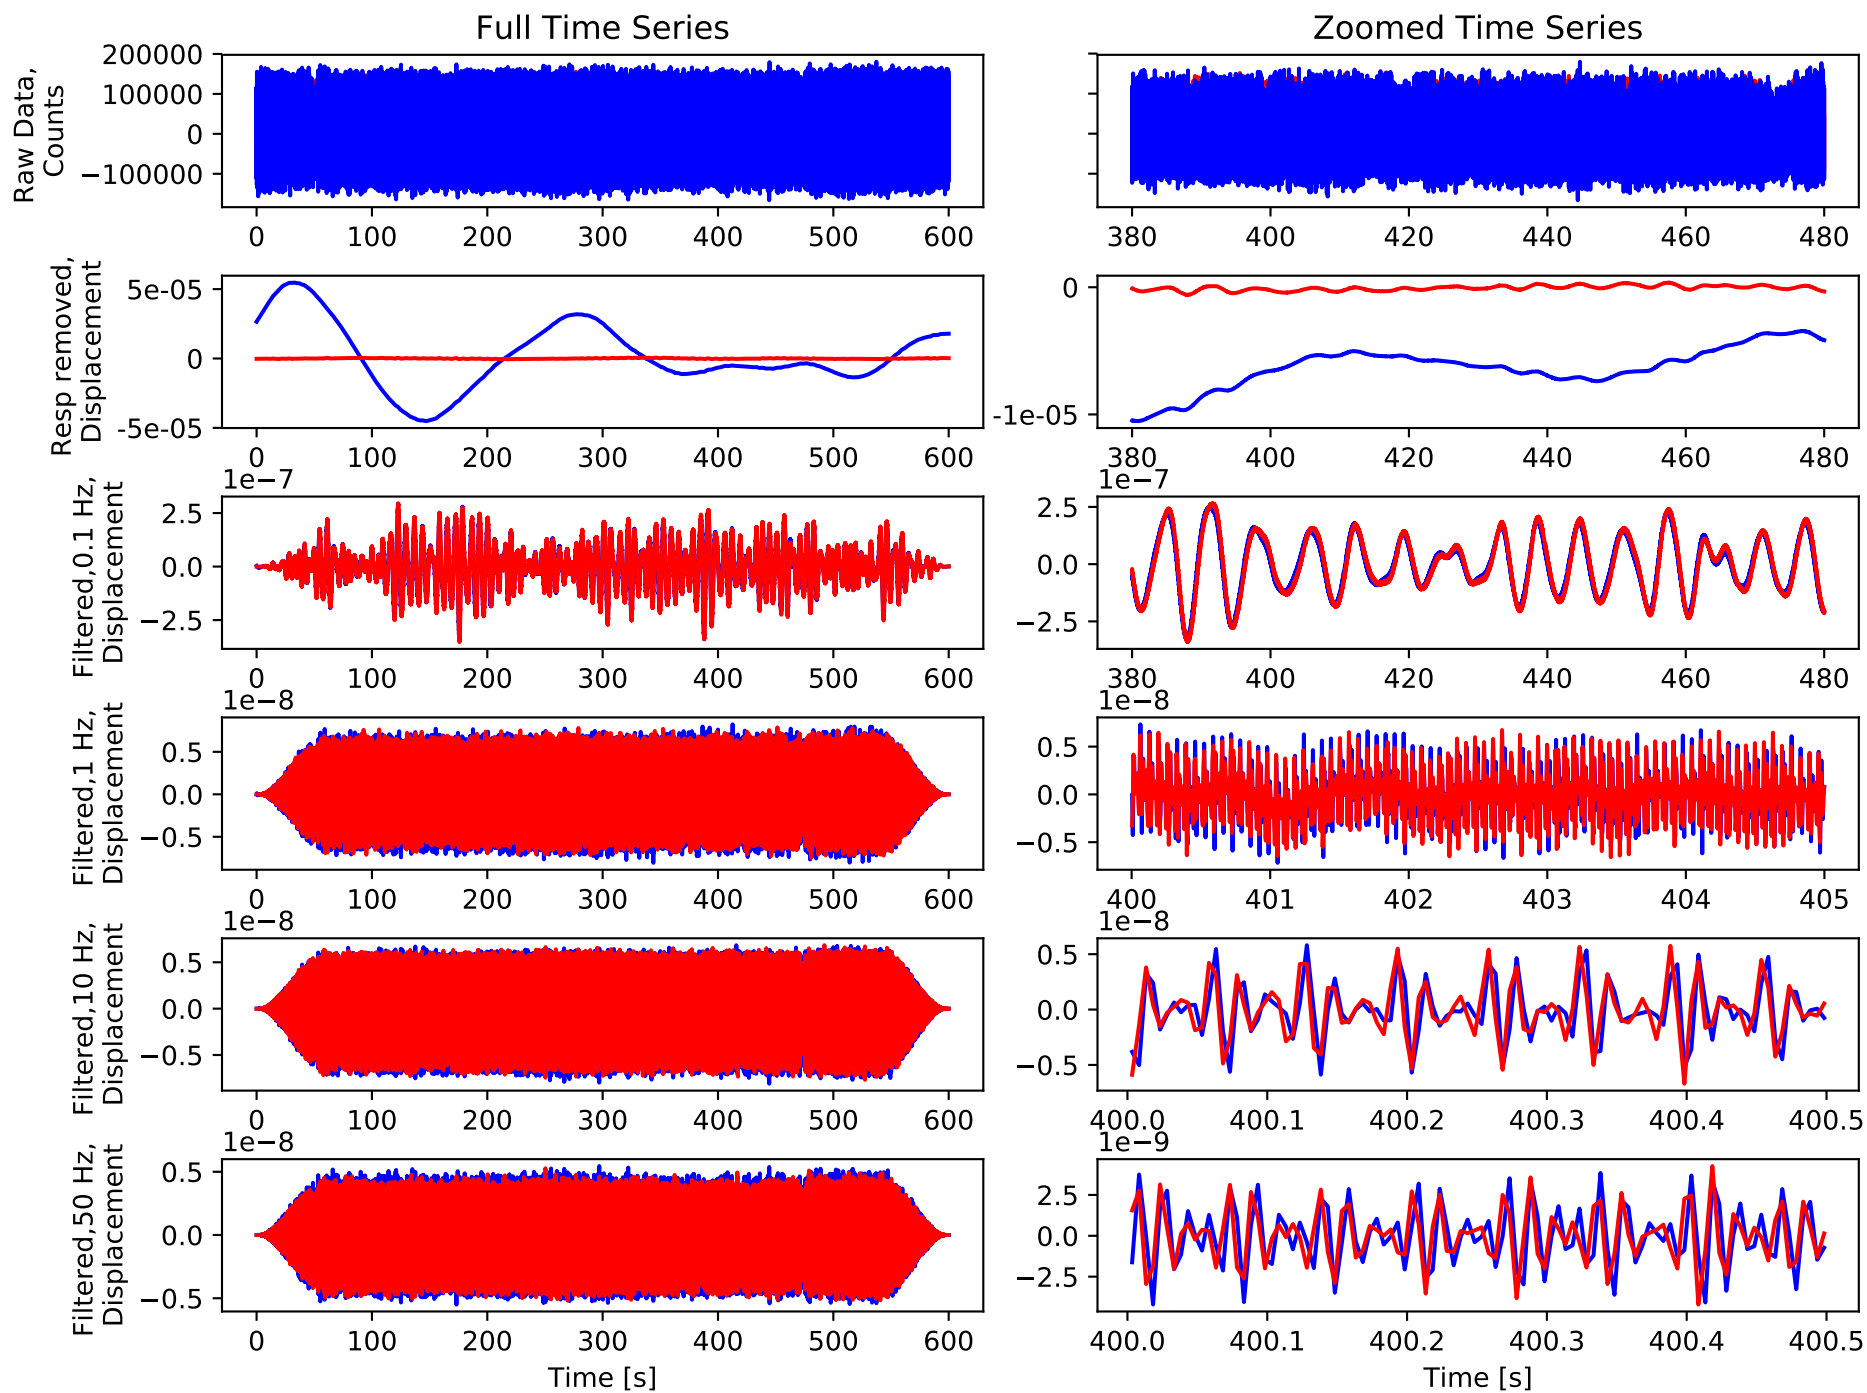 Full Time Series
Zoomed Time Series
Raw Data,
Counts
200000
100000
0
−100000
0 100 200 300 400 500 600
380 400 420 440 460 480
Resp removed,
Displacement
5e-05
0
-5e-05
0 100 200 300 400 500 600
0
-1e-05
380 400 420 440 460 480
Filtered,0.1 Hz,
Displacement
1e−7
2.5
0.0
−2.5
0 100 200 300 400 500 600
1e−7
2.5
0.0
−2.5
380 400 420 440 460 480
Filtered,1 Hz,
Displacement
1e−8
0.5
0.0
−0.5
0 100 200 300 400 500 600
1e−8
0.5
0.0
−0.5
400 401 402 403 404 405
Filtered,10 Hz,
Displacement
1e−8
0.5
0.0
−0.5
0 100 200 300 400 500 600
1e−8
0.5
0.0
−0.5
400.0 400.1 400.2 400.3 400.4 400.5
Filtered,50 Hz,
Displacement
1e−8
0.5
0.0
−0.5
0 100 200 300 400 500 600
Time [s]
1e−9
2.5
0.0
−2.5
400.0 400.1 400.2 400.3 400.4 400.5
Time [s]